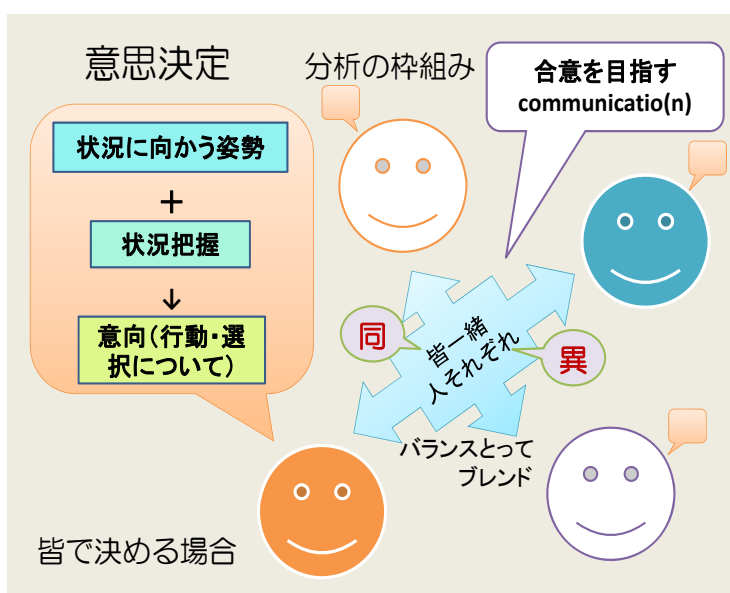 意思決定
分析の枠組み
合意を目指す
communicatio(n)
状況に向かう姿勢
＋
状況把握
↓
意向(行動・選
択について)
同
皆一緒
人それぞれ
異
バランスとって
ブレンド
皆で決める場合